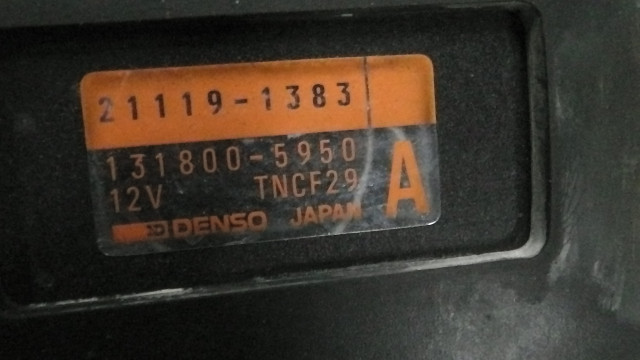 21119-1383
131800-5950
12V TNCF29
A
DENSO JAPAN